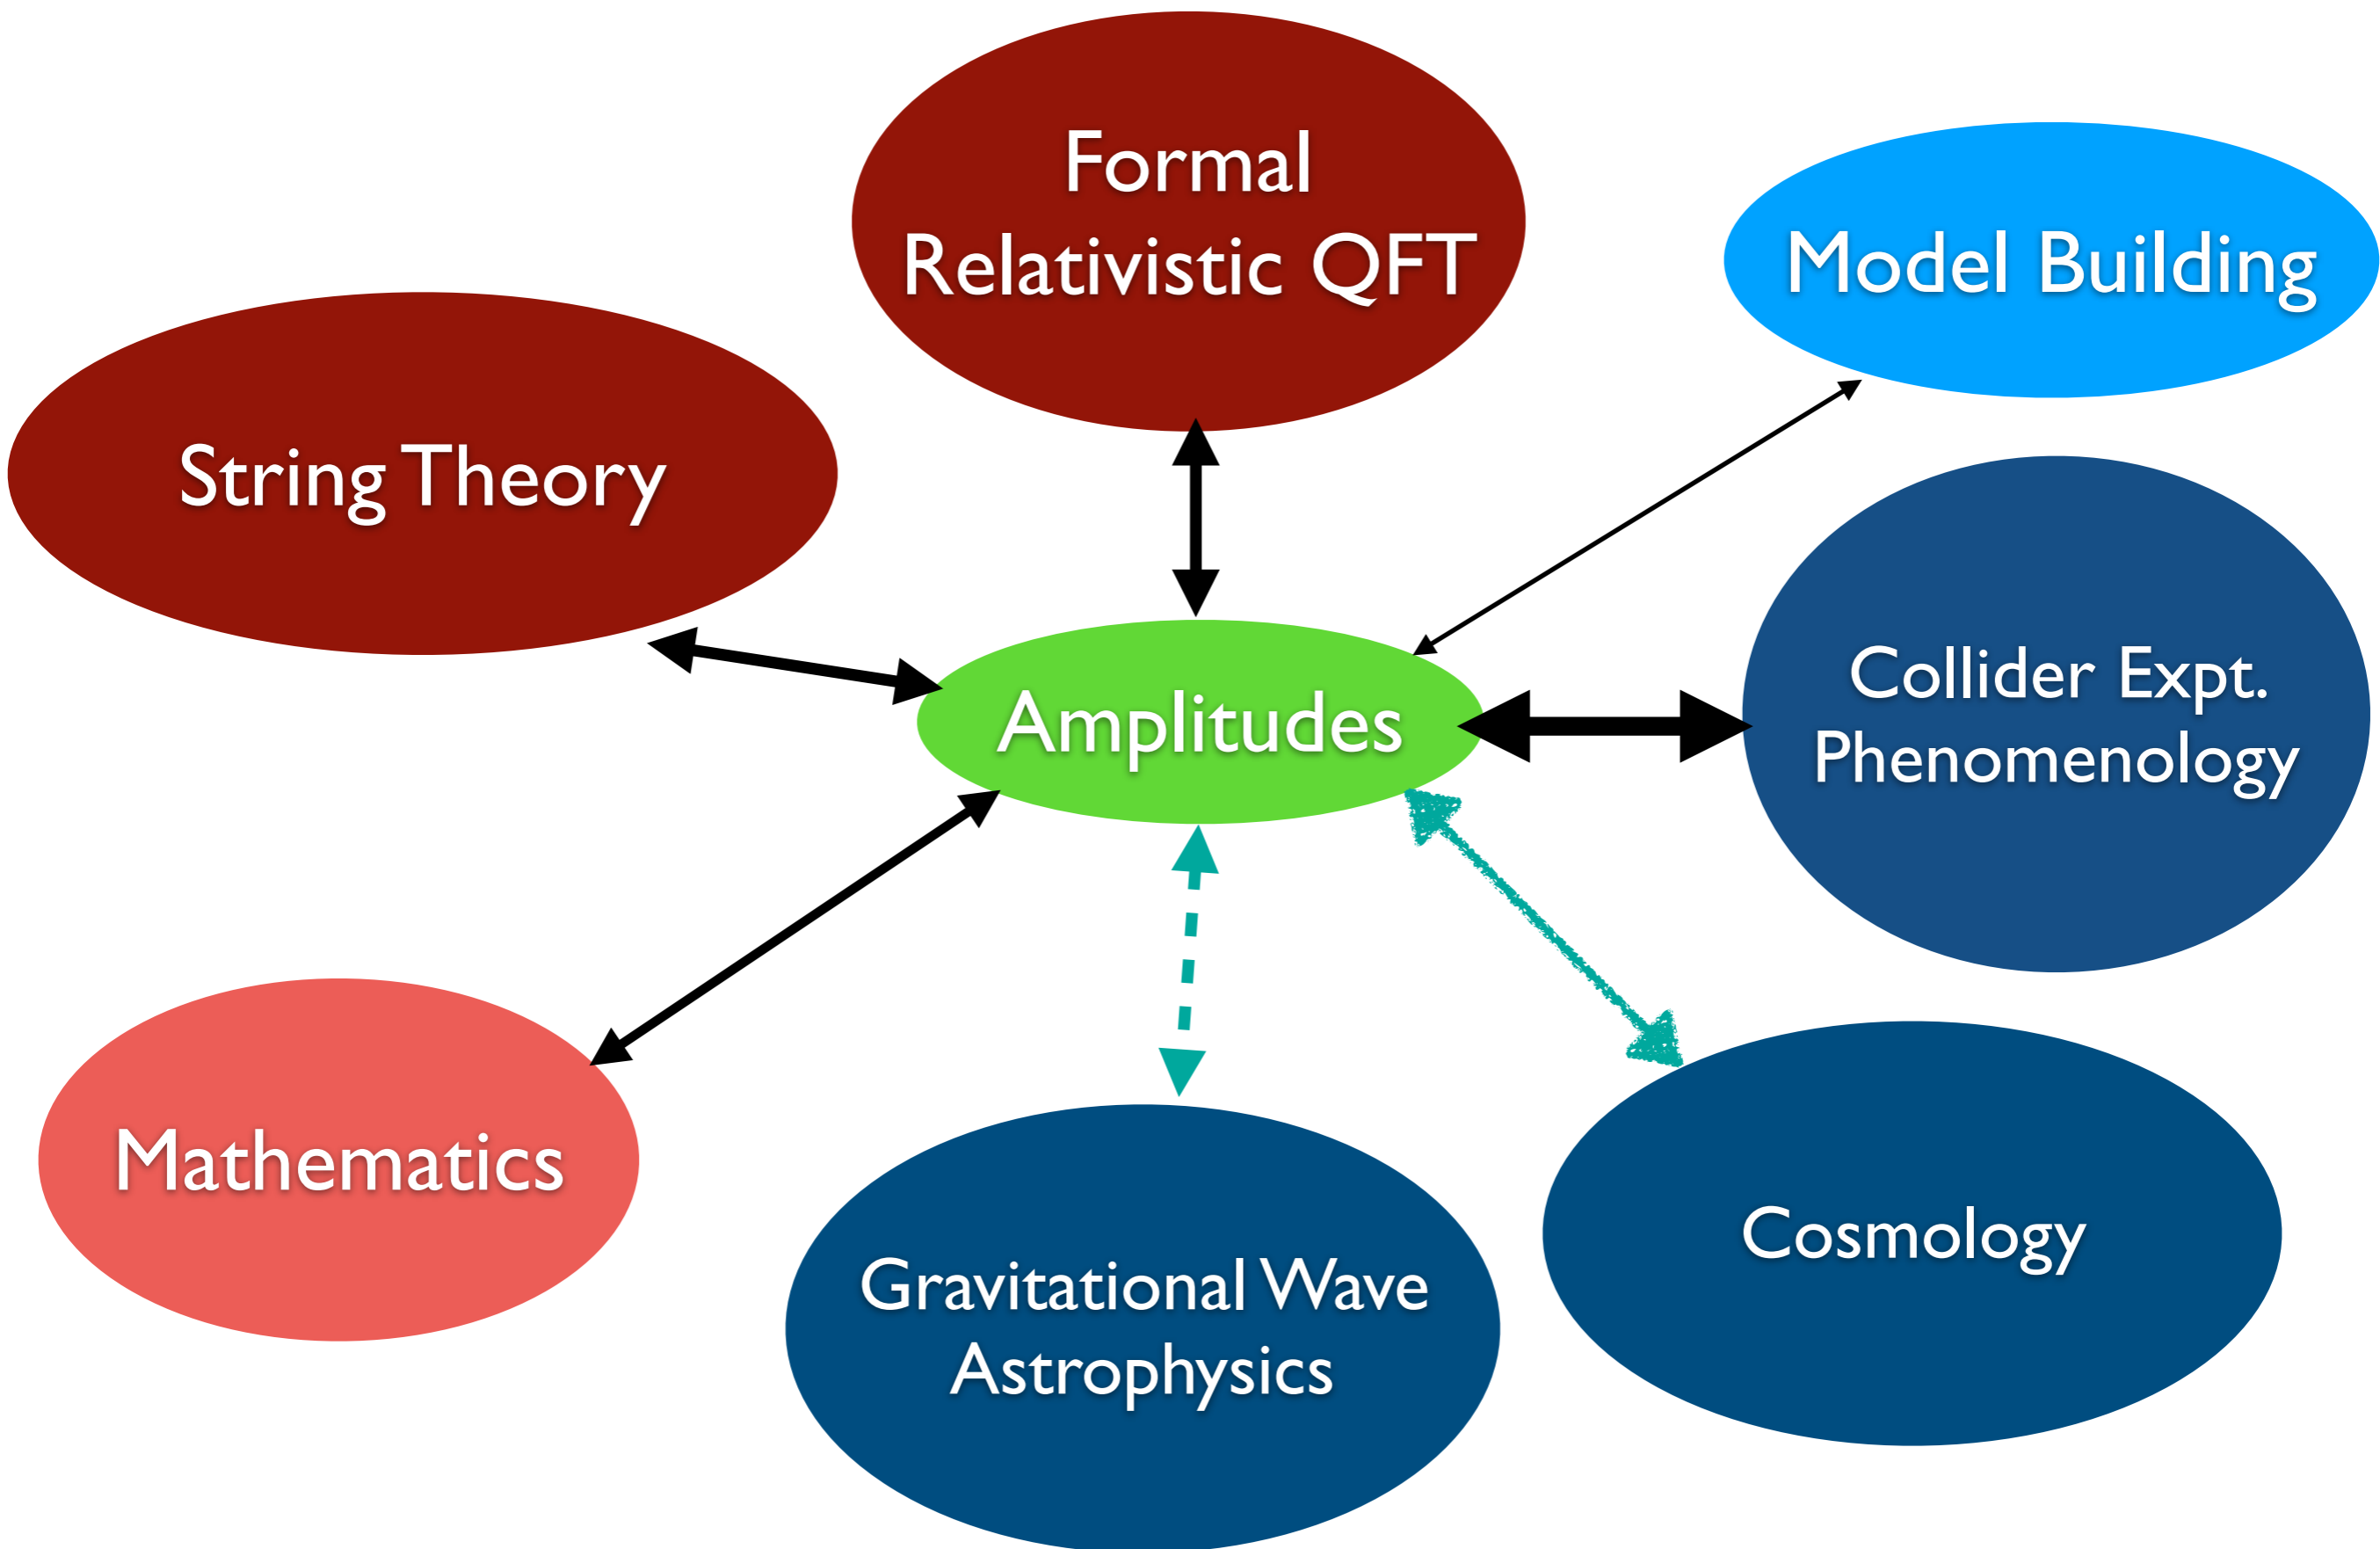 Formal
Relativistic QFT
Model Building
String Theory
Collider Expt.
Phenomenology
Amplitudes
Mathematics
Cosmology
Gravitational Wave
Astrophysics